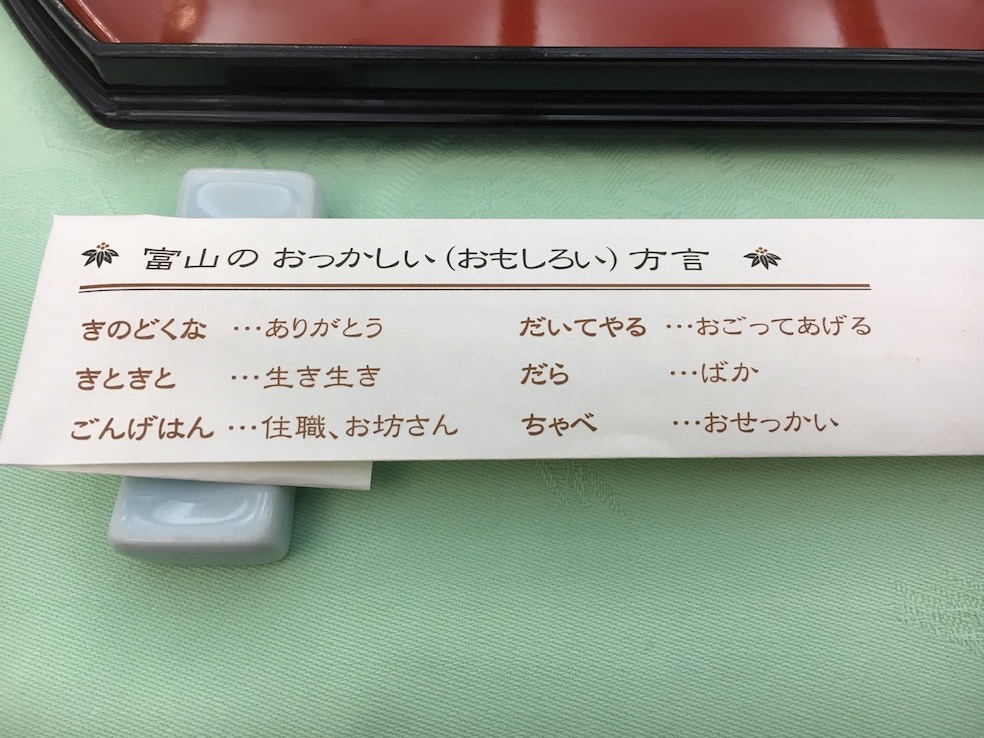 富山の おっかしい(おもしろい)方言
きのどくな …ありがとう
きときと …生き生き
ごんげはん …住職、お坊さん
だいてやる …おごってあげる
だら …ばか
ちゃべ …おせっかい